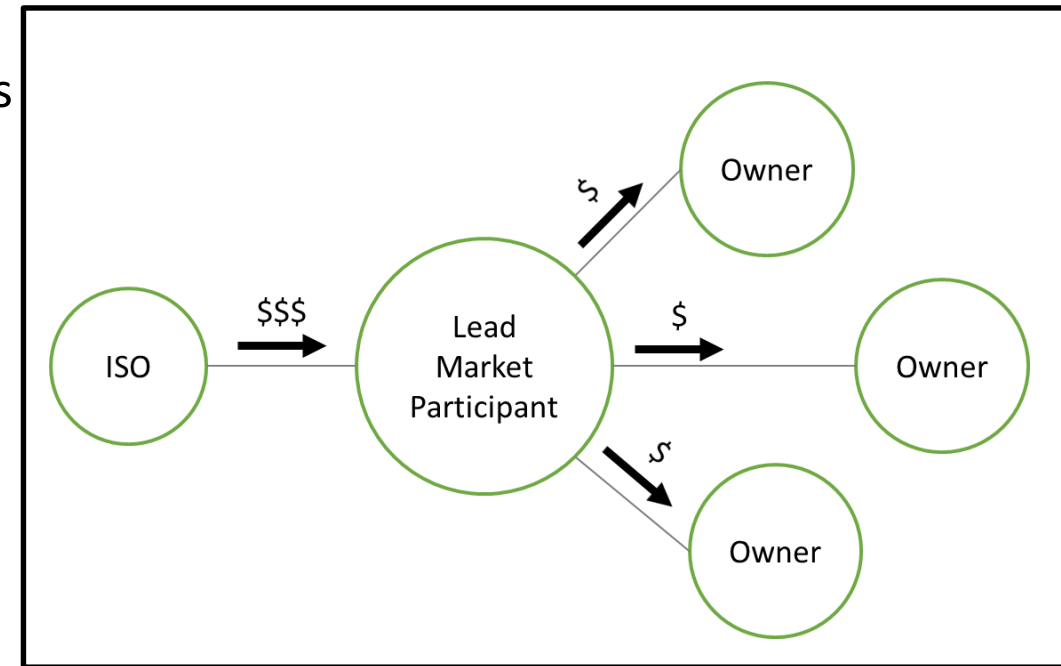 s
$
Owner
$$$
$
Lead
Market
Participant
ISO
Owner
$
Owner